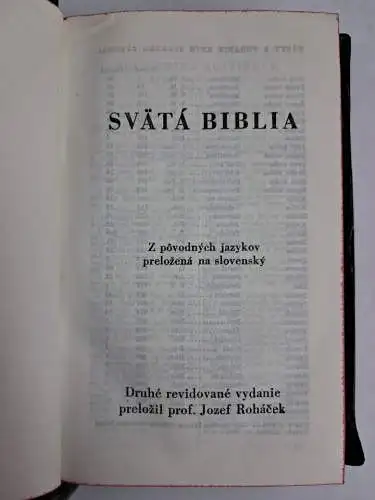 SVÄTÁ BIBLIA
Z pôvodných jazykov
preložená na slovenský
Druhé revidované vydanie
preložil prof. Jozef Roháček